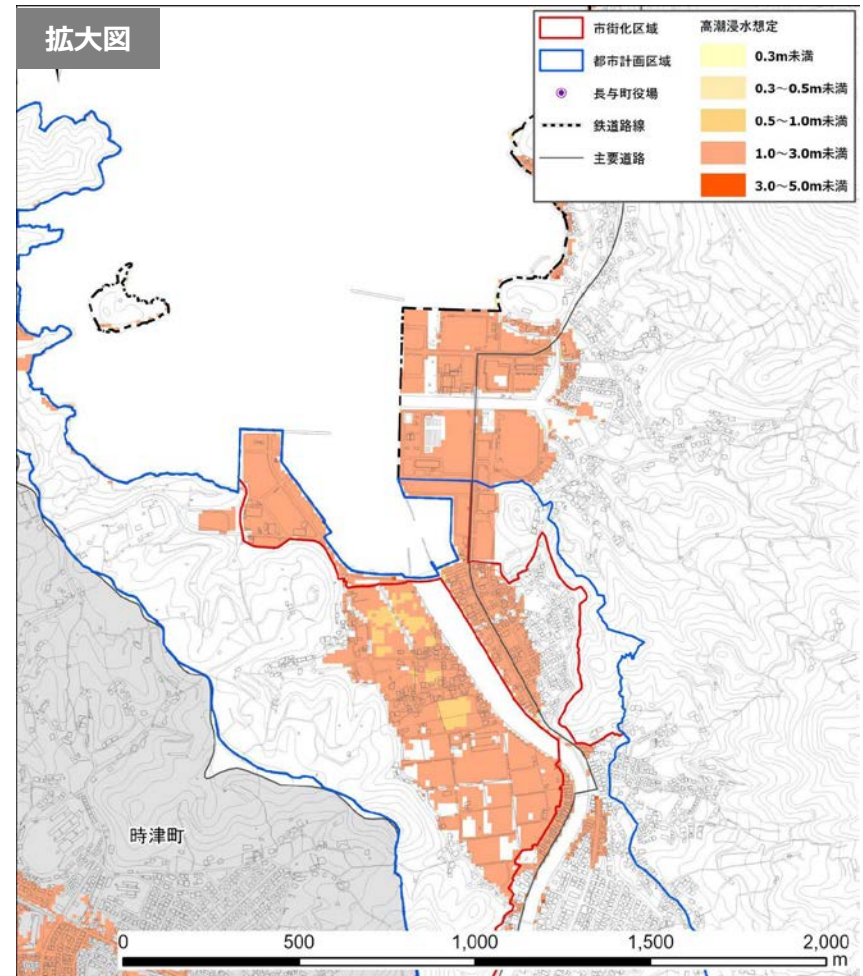 拡大図
市街化区域
都市計画区域
長与町役場
鉄道路線
主要道路
高潮浸水想定
0.3m未満
0.3～0.5m未満
0.5～1.0m未満
1.0～3.0m未満
3.0～5.0m未満
時津町
0 500 1,000 1,500 2,000
m